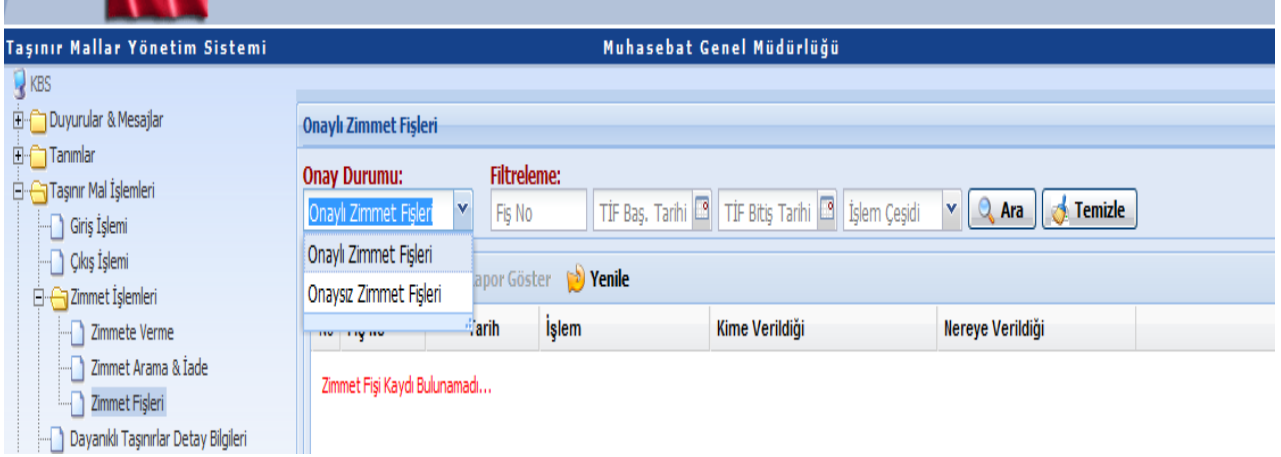 Taşınır Mallar Yönetim Sistemi
Muhasebat Genel Müdürlüğü
KBS
Duyurular & Mesajlar
Tanımlar
Taşınır Mal İşlemleri
Giriş İşlemi
Çıkış İşlemi
Zimmet İşlemleri
Zimmete Verme
Zimmet Arama & İade
Zimmet Fişleri
Dayanıklı Taşınırlar Detay Bilgileri
Onaylı Zimmet Fişleri
Onay Durumu: Filtreleme:
Onaylı Zimmet Fişleri Fiş No TİF Baş. Tarihi TİF Bitiş Tarihi İşlem Çeşidi Ara Temizle
Onaylı Zimmet Fişleri
Onaysız Zimmet Fişleri
Göster Yenile
Tarih İşlem Kime Verildiği Nereye Verildiği
Zimmet Fişi Kaydı Bulunamadı...